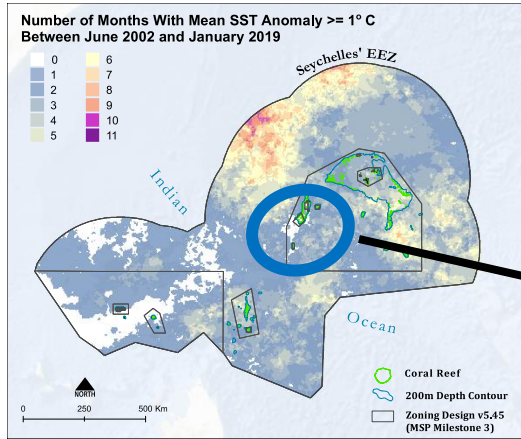 Number of Months With Mean SST Anomaly >= 1º C
Between June 2002 and January 2019
0 6
1 7
2 8
3 9
4 10
5 11
Seychelles' EEZ
Indian
Ocean
Coral Reef
200m Depth Contour
Zoning Design v5.45
(MSP Milestone 3)
NORTH
0 250 500 Km